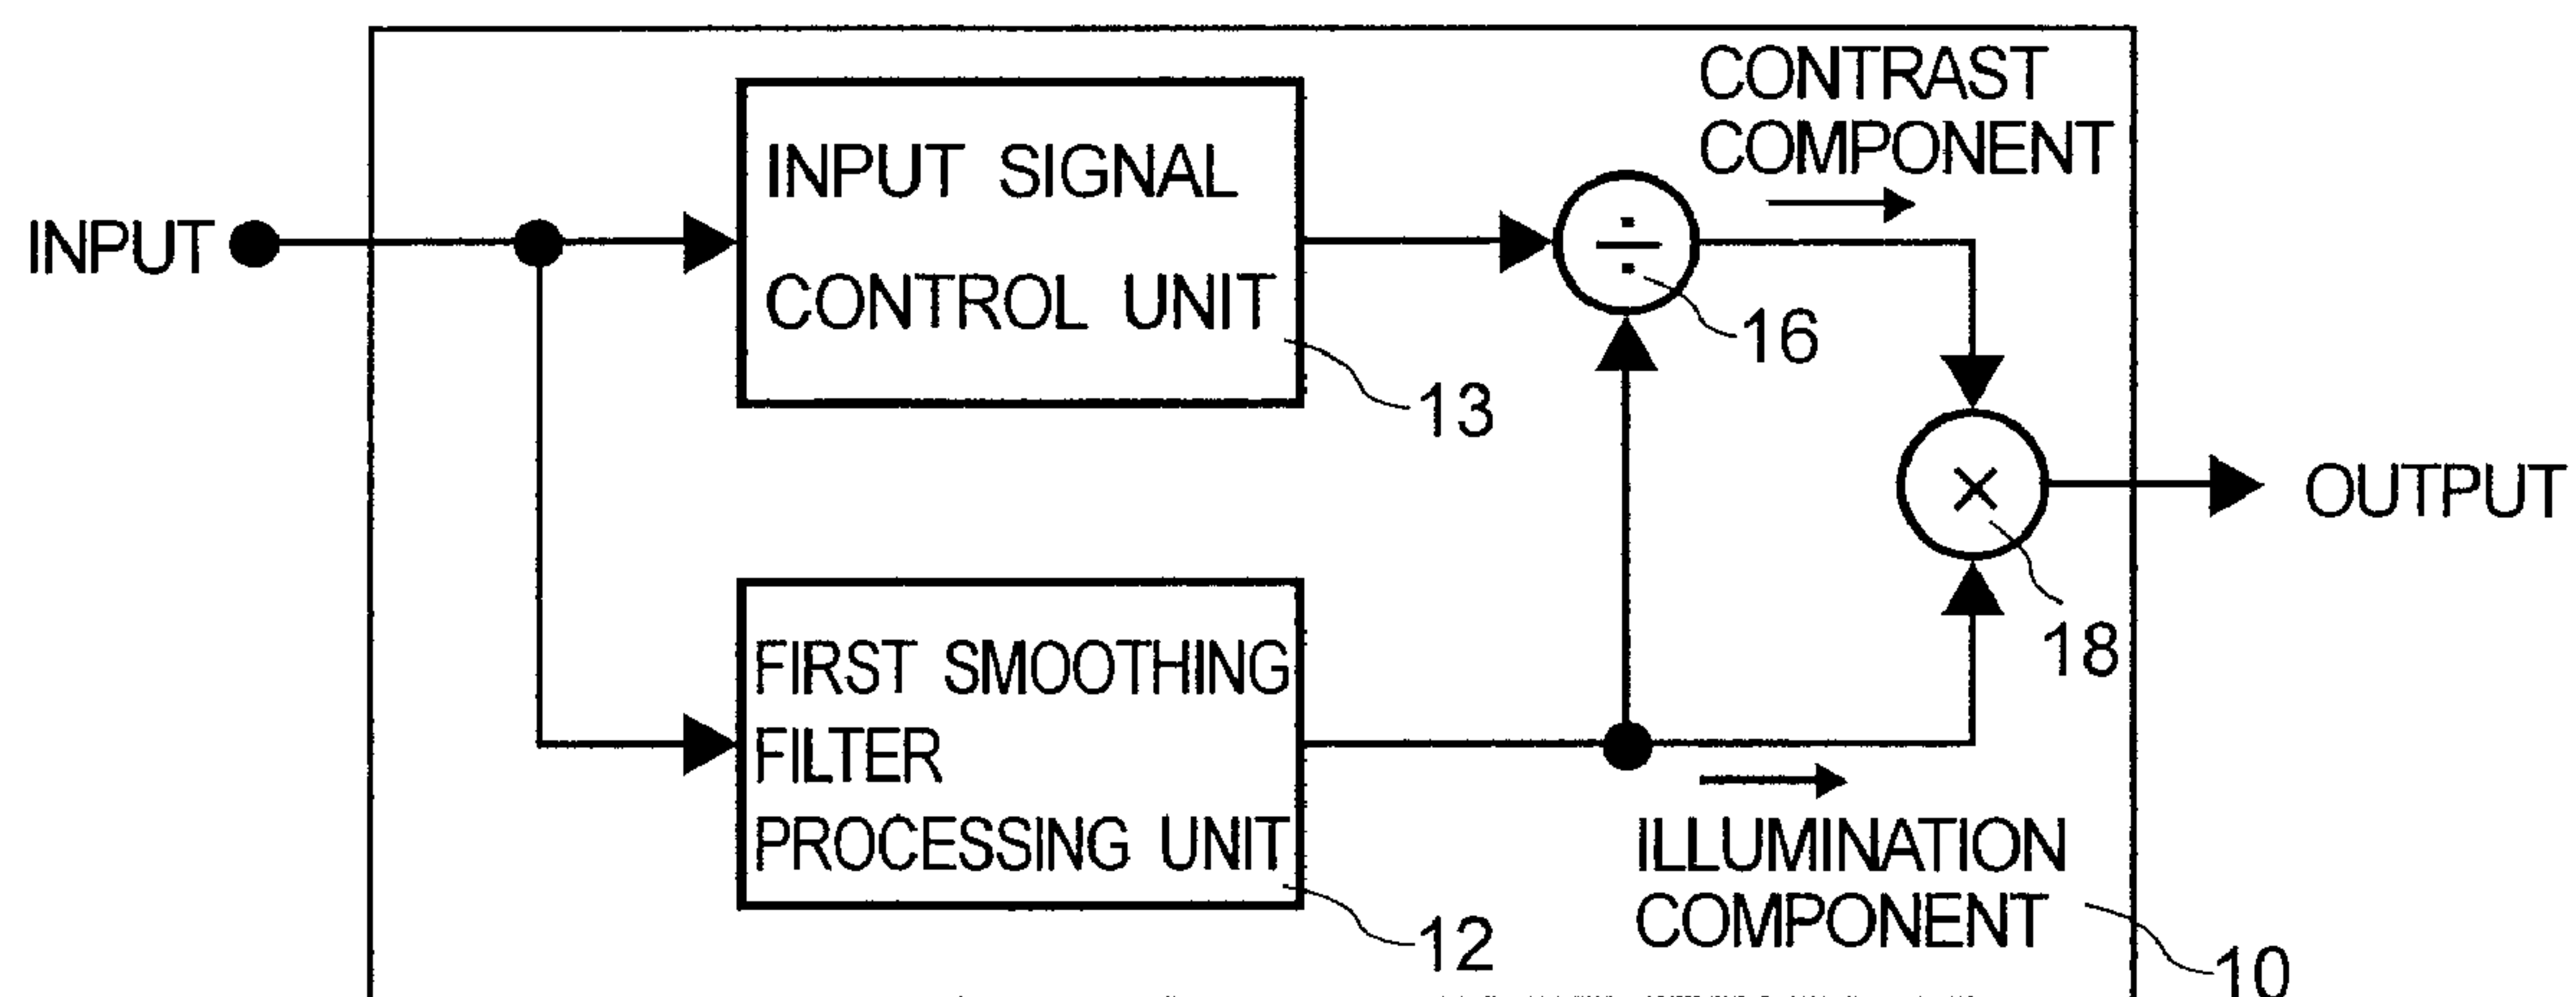 INPUT
INPUT SIGNAL
CONTROL UNIT
13
÷
16
CONTRAST
COMPONENT
×
18
OUTPUT
FIRST SMOOTHING
FILTER
PROCESSING UNIT
12
ILLUMINATION
COMPONENT
10